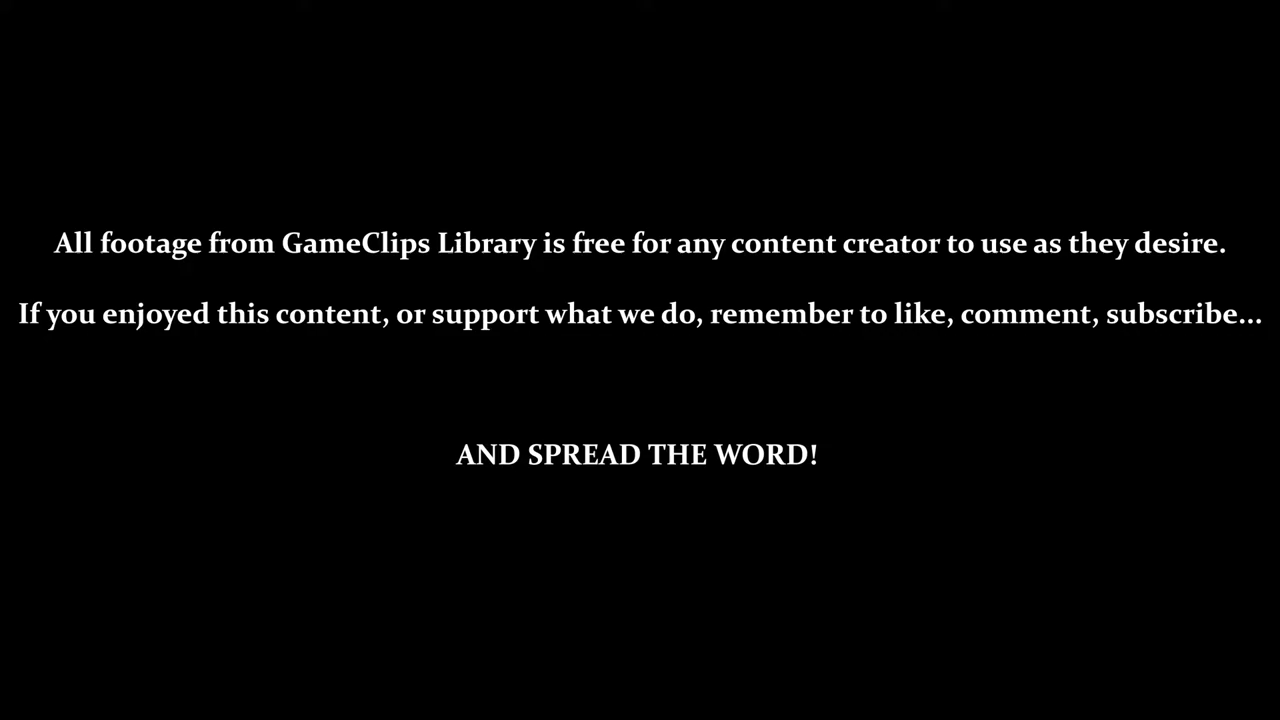 All footage from GameClips Library is free for any content creator to use as they desire.
If you enjoyed this content, or support what we do, remember to like, comment, subscribe...
AND SPREAD THE WORD!